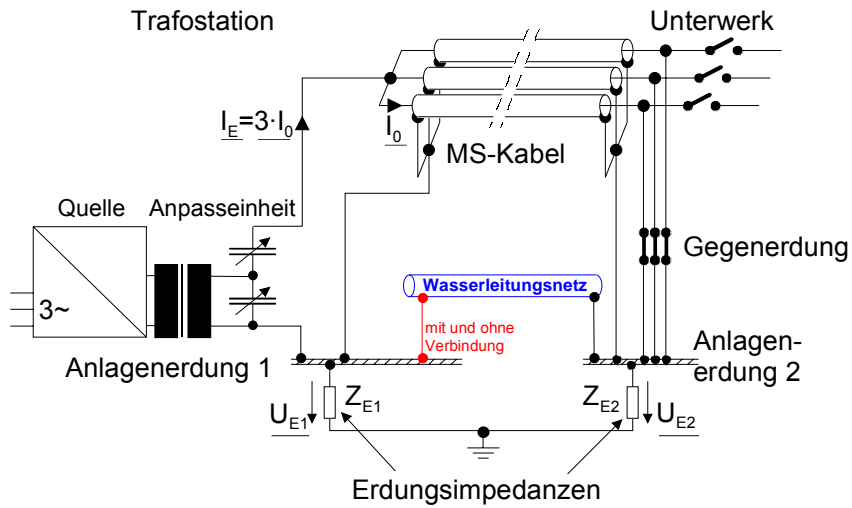 Trafostation
Unterwerk
I_E=3·I_0
I_0
MS-Kabel
Quelle
Anpasseinheit
Gegenerdung
3~
Wasserleitungsnetz
mit und ohne
Verbindung
Anlagenerdung 1
Anlagen-
erdung 2
U_E1
Z_E1
Z_E2
U_E2
Erdungsimpedanzen